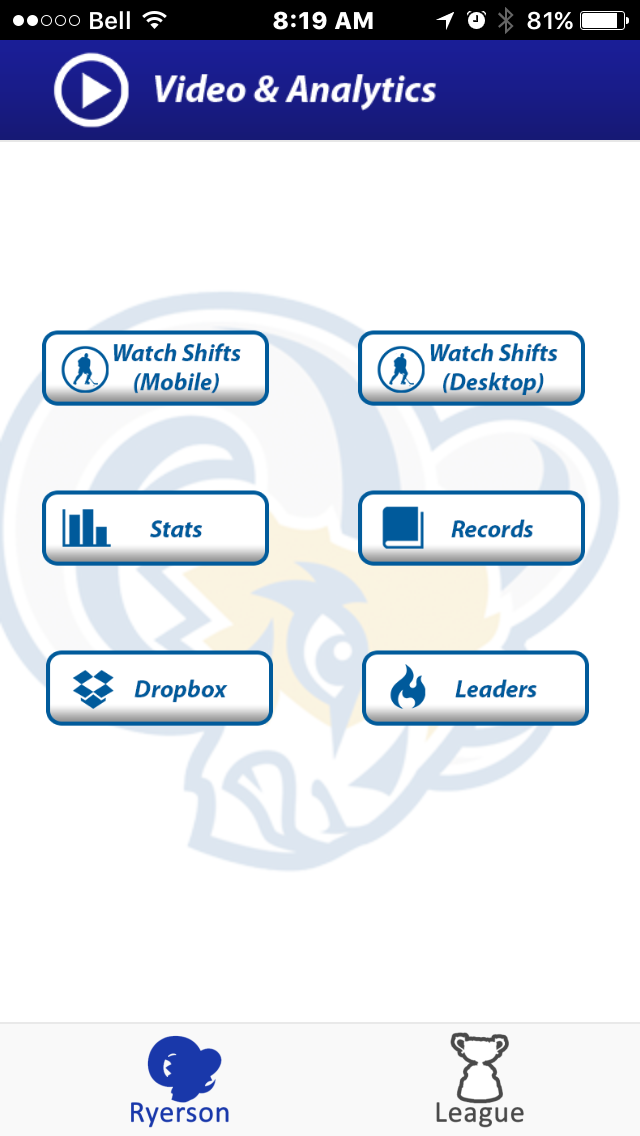 Bell 8:19 AM 81%
Video & Analytics
Watch Shifts
(Mobile)
Watch Shifts
(Desktop)
Stats
Records
Dropbox
Leaders
Ryerson
League